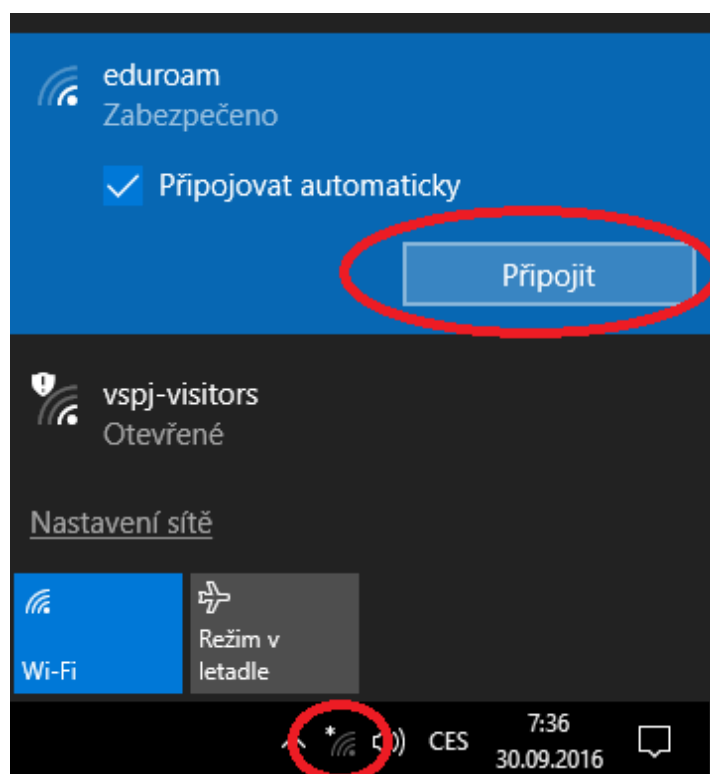 eduroam
Zabezpečeno
Připojovat automaticky
Připojit
vspj-visitors
Otevřené
Nastavení sítě
Wi-Fi
Režim v
letadle
CES
7:36
30.09.2016